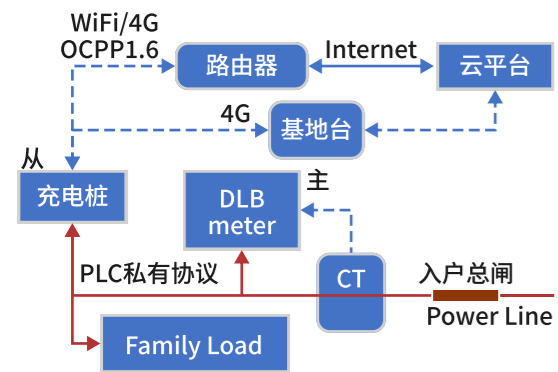 WiFi/4G
OCPP1.6
路由器
Internet
云平台
4G
基地台
从
充电桩
DLB
meter
主
PLC私有协议
CT
入户总闸
Power Line
Family Load